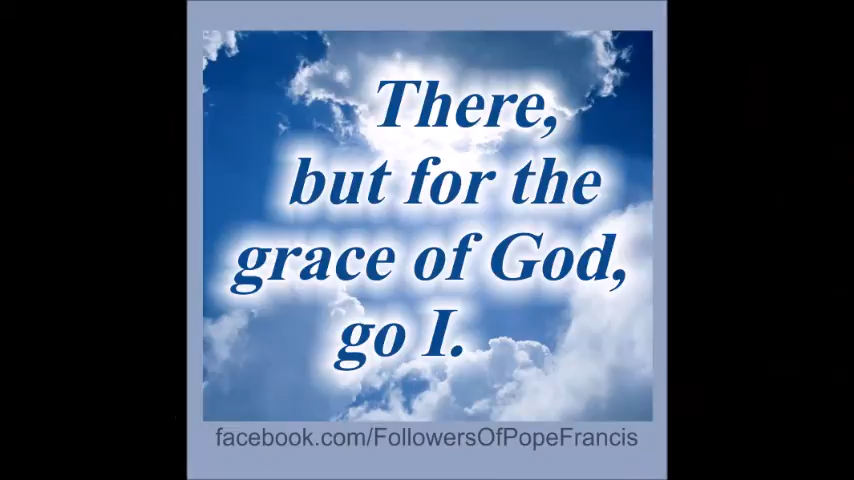 There,
but for the
grace of God,
go I.
facebook.com/FollowersOfPopeFrancis